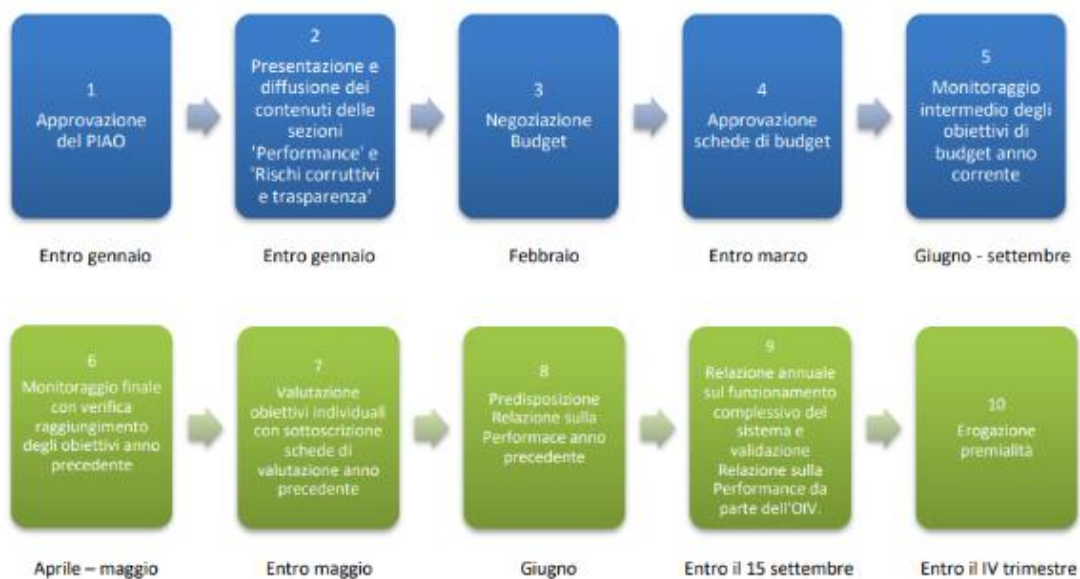 1
Approvazione
del PIAO
Entro gennaio
2
Presentazione e
diffusione dei
contenuti delle
sezioni
'Performance' e
'Rischi corruttivi
e trasparenza'
Entro gennaio
3
Negoziazione
Budget
Febbraio
4
Approvazione
schede di budget
Entro marzo
5
Monitoraggio
intermedio degli
obiettivi di
budget anno
corrente
Giugno - settembre
6
Monitoraggio finale
con verifica
raggiungimento
degli obiettivi anno
precedente
Aprile – maggio
7
Valutazione
obiettivi individuali
con sottoscrizione
schede di
valutazione anno
precedente
Entro maggio
8
Predisposizione
Relazione sulla
Performace anno
precedente
Giugno
9
Relazione annuale
sul funzionamento
complessivo del
sistema e
validazione
Relazione sulla
Performance da
parte dell'OIV.
Entro il 15 settembre
10
Erogazione
premialità
Entro il IV trimestre